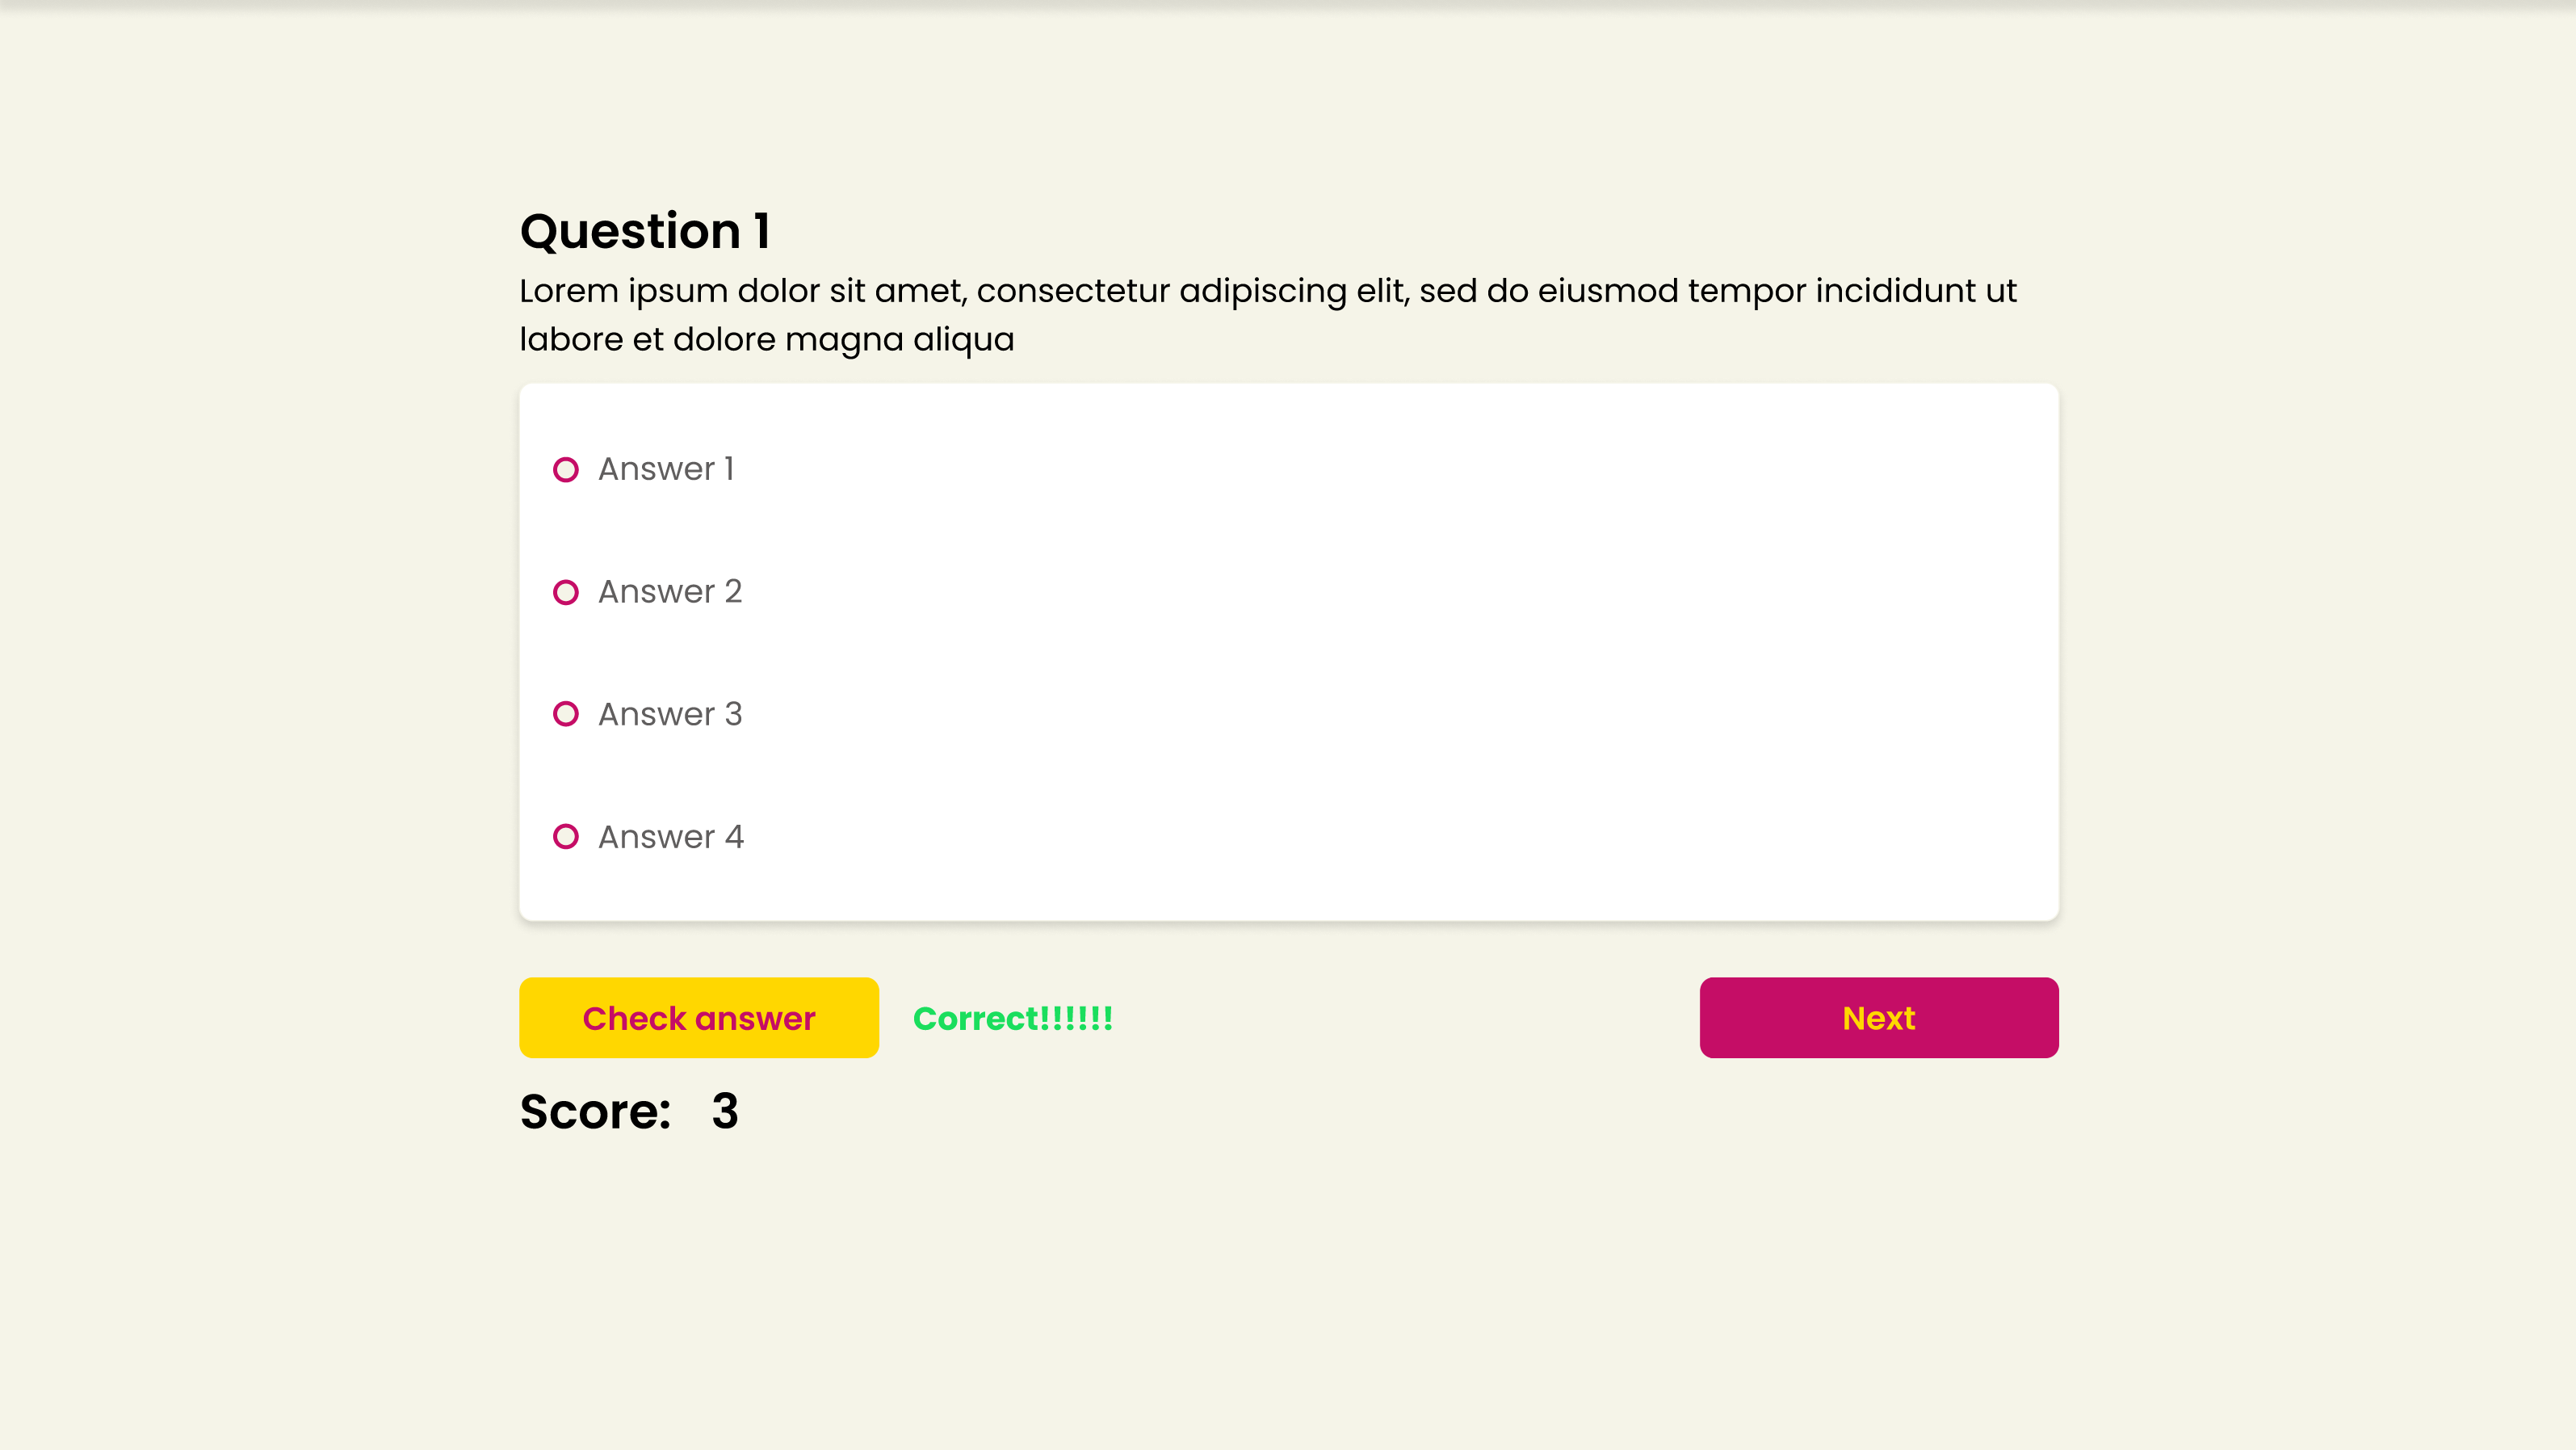 Question 1
Lorem ipsum dolor sit amet, consectetur adipiscing elit, sed do eiusmod tempor incididunt ut
labore et dolore magna aliqua
Answer 1
Answer 2
Answer 3
Answer 4
Check answer
Correct!!!!!!
Next
Score: 3